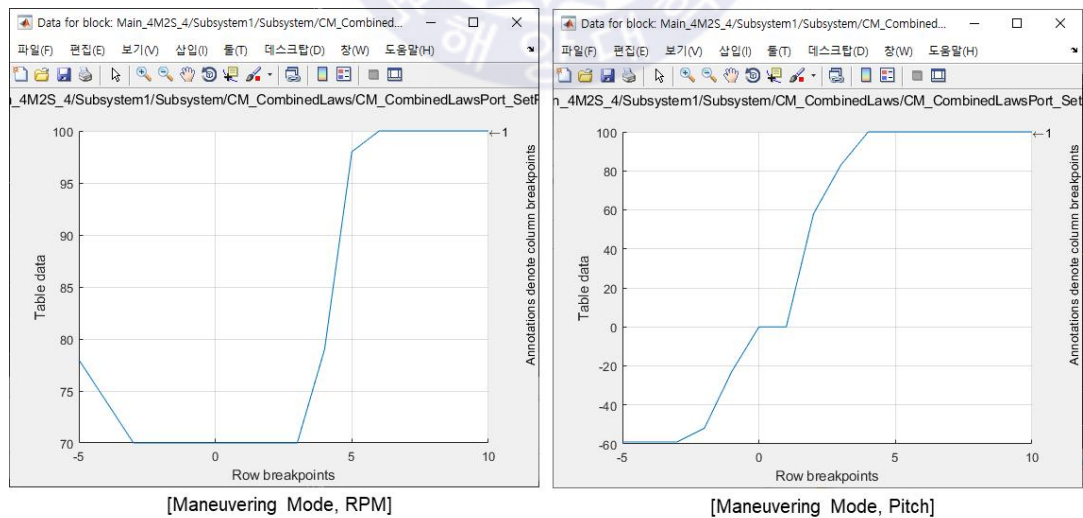 Data for block: Main_4M2S_4/Subsystem1/Subsystem/CM_Combined...
파일(F) 편집(E) 보기(V) 삽입(I) 툴(T) 데스크탑(D) 창(W) 도움말(H)
n_4M2S_4/Subsystem1/Subsystem/CM_CombinedLaws/CM_CombinedLawsPort_SetF
100
95
90
85
80
75
70
-5
0
5
10
Table data
Row breakpoints
←1
Annotations denote column breakpoints
[Maneuvering Mode, RPM]
Data for block: Main_4M2S_4/Subsystem1/Subsystem/CM_Combined...
파일(F) 편집(E) 보기(V) 삽입(I) 툴(T) 데스크탑(D) 창(W) 도움말(H)
n_4M2S_4/Subsystem1/Subsystem/CM_CombinedLaws/CM_CombinedLawsPort_Set
100
80
60
40
20
0
-20
-40
-60
-5
0
5
10
Table data
Row breakpoints
←1
Annotations denote column breakpoints
[Maneuvering Mode, Pitch]